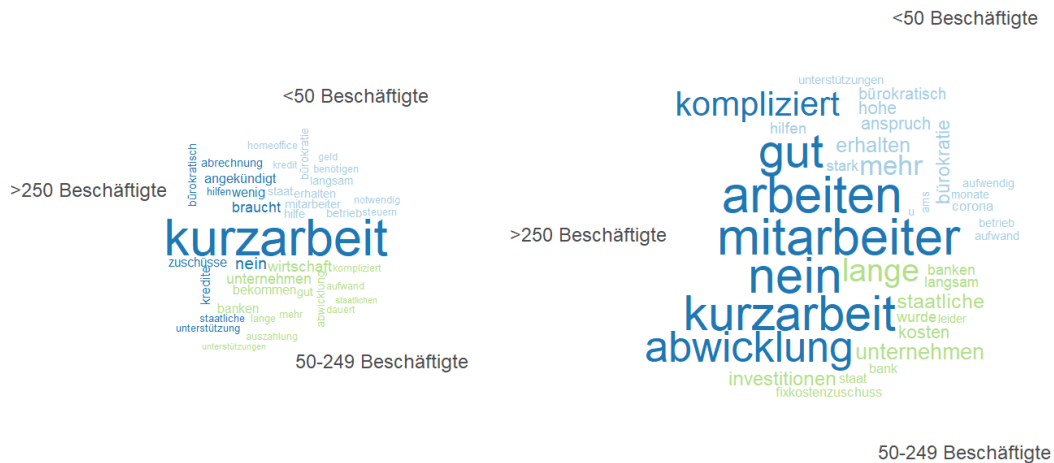 <50 Beschäftigte
bürokratisch
homeoffice
bürokratie
abrechnung
kredit
geld
benötigen
angekündigt
langsam
>250 Beschäftigte
hilfen
wenig
staat
erhalten
notwendig
braucht
mitarbeiter
hilfe
betrieb
steuern
kurzarbeit
zuschüsse
nein
wirtschaft
kompliziert
kredite
unternehmen
abwicklung
aufwand
bekommen
gut
staatlichen
banken
dauert
staatliche
lange
mehr
unterstützung
auszahlung
unterstützungen
50-249 Beschäftigte
<50 Beschäftigte
unterstützungen
kompliziert
bürokratisch
hohe
hilfen
anspruch
bürokratie
gut
erhalten
stark
mehr
aufwendig
arbeiten
ams
monate
u
corona
mitarbeiter
betrieb
aufwand
>250 Beschäftigte
nein
lange
banken
langsam
kurzarbeit
staatliche
wurde
leider
kosten
abwicklung
unternehmen
bank
investitionen
staat
fixkostenzuschuss
50-249 Beschäftigte